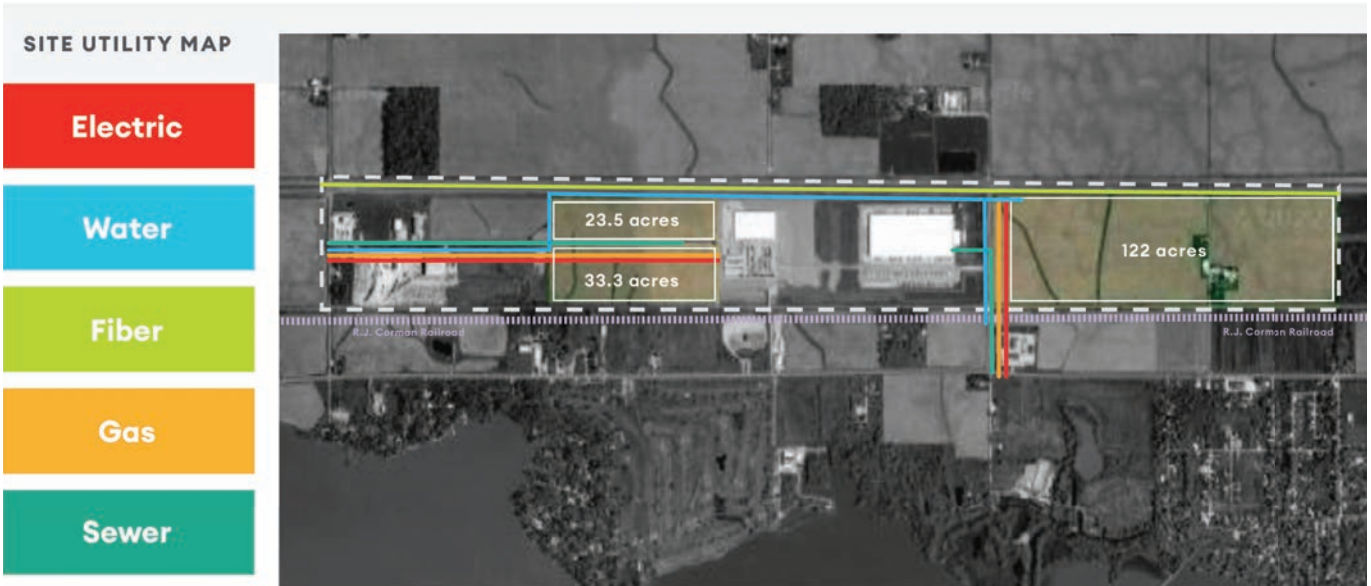 SITE UTILITY MAP
Electric
Water
Fiber
Gas
Sewer
23.5 acres
33.3 acres
122 acres
R.J. Corman Railroad
R.J. Corman Railroad